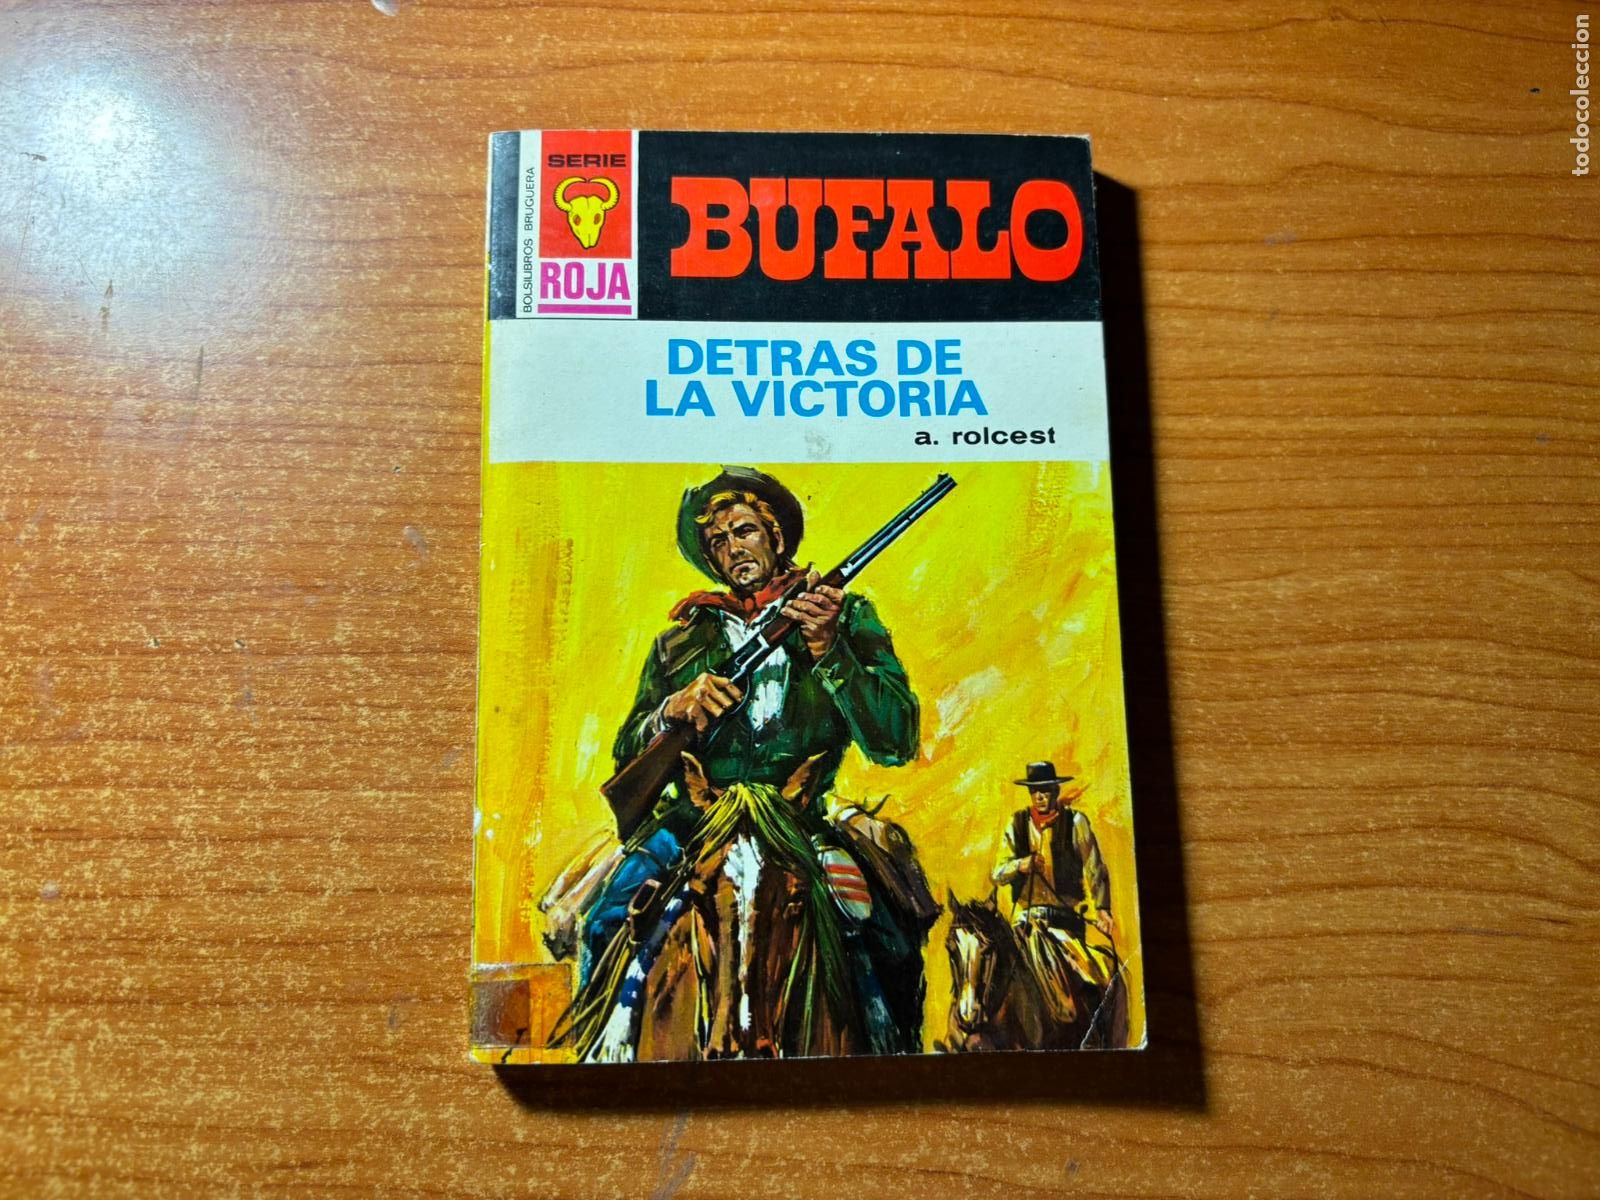 BOLSILIBROS BRUGUERA
SERIE
ROJA
BUFALO
DETRAS DE
LA VICTORIA
a. rolcest
todocoleccion